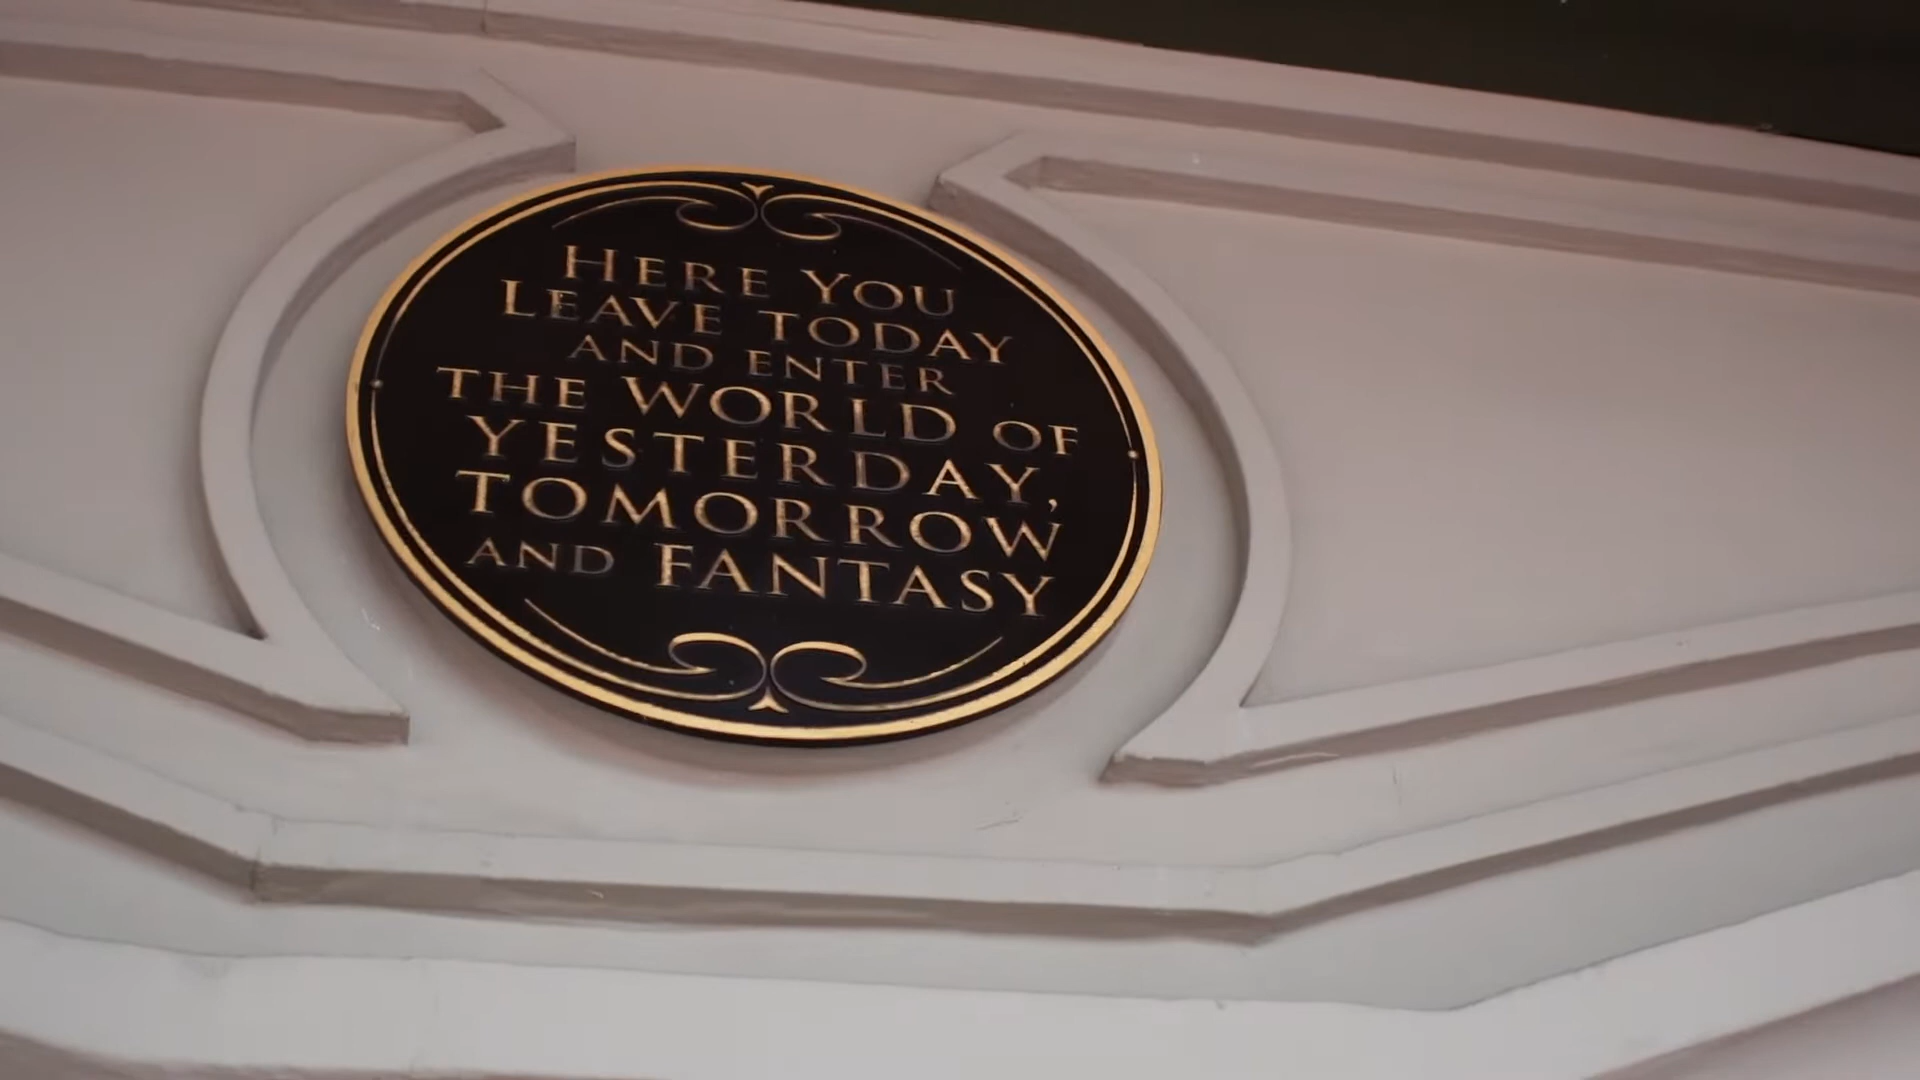 HERE YOU
LEAVE TODAY
AND ENTER
THE WORLD OF
YESTERDAY,
TOMORROW
AND FANTASY